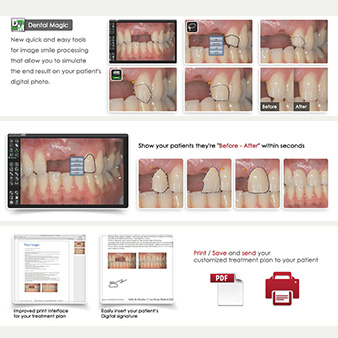 Dental Magic
New quick and easy tools
for image smile processing
that allow you to simulate
the end result on your patient's
digital photo.
Before
After
Show your patients they're "Before - After" within seconds
Your Logo
Print / Save and send your
customized treatment plan to your patient
PDF
Improved print interface
for your treatment plan
Easily insert your patient's
Digital signature